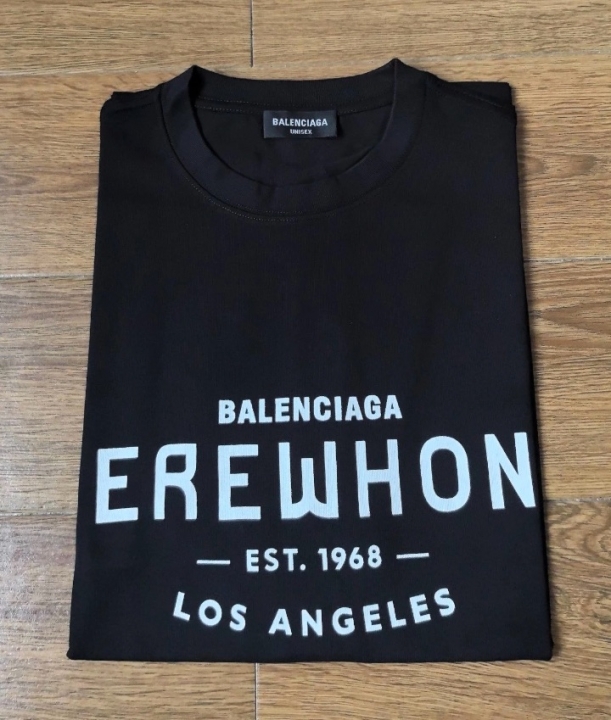 BALENCIAGA
UNISEX
BALENCIAGA
EREWHON
— EST. 1968 —
LOS ANGELES